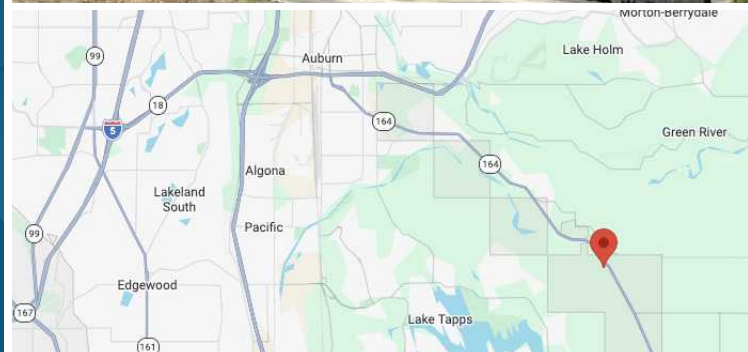 Morton-Berrydale
99
Auburn
Lake Holm
18
5
164
Green River
164
Algona
Lakeland
South
Pacific
99
Edgewood
167
Lake Tapps
161